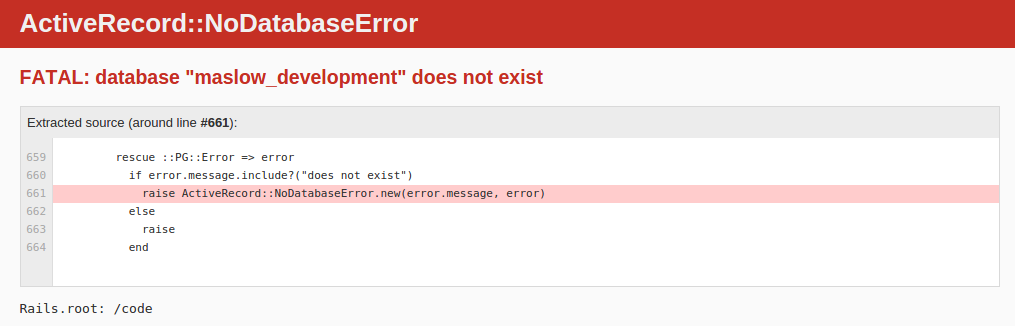 ActiveRecord::NoDatabaseError
FATAL: database "maslow_development" does not exist
Extracted source (around line #661):
659 rescue ::PG::Error => error
660 if error.message.include?("does not exist")
661 raise ActiveRecord::NoDatabaseError.new(error.message, error)
662 else
663 raise
664 end
Rails.root: /code